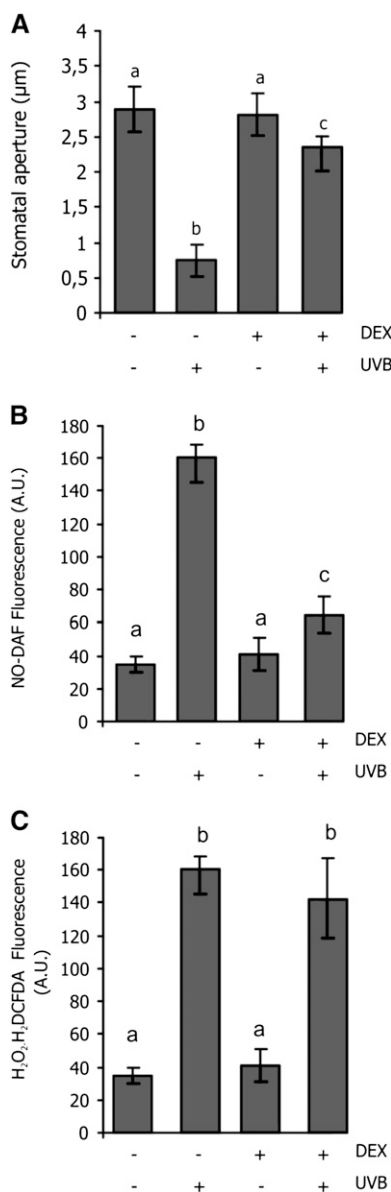 A
Stomatal aperture (µm)
4
3,5
3
2,5
2
1,5
1
0,5
0
a
b
a
c
- - + + DEX
- + - + UVB
B
NO-DAF Fluorescence (A.U.)
180
160
140
120
100
80
60
40
20
0
a
b
a
c
- - + + DEX
- + - + UVB
C
H₂O₂.H₂DCFDA Fluorescence
(A.U.)
180
160
140
120
100
80
60
40
20
0
a
b
a
b
- - + + DEX
- + - + UVB